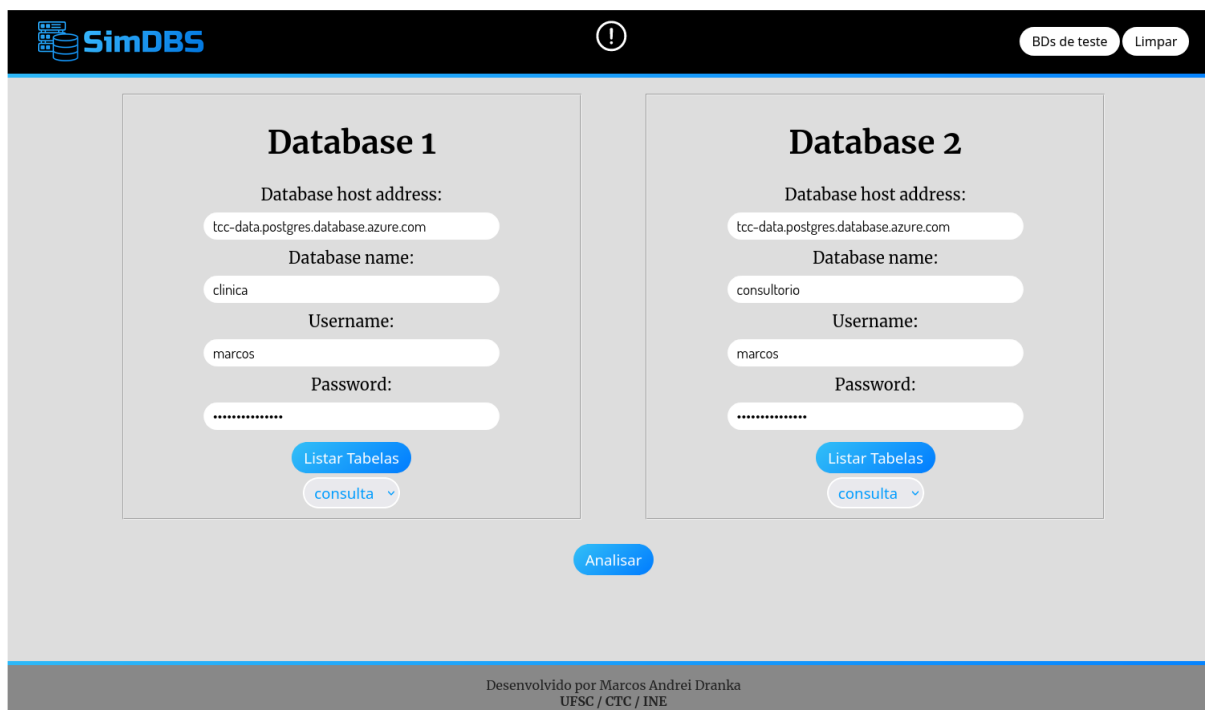 SimDBS
BDs de teste
Limpar
Database 1
Database host address:
tcc-data.postgres.database.azure.com
Database name:
clinica
Username:
marcos
Password:
•••••••••••••••
Listar Tabelas
consulta
Database 2
Database host address:
tcc-data.postgres.database.azure.com
Database name:
consultorio
Username:
marcos
Password:
•••••••••••••••
Listar Tabelas
consulta
Analisar
Desenvolvido por Marcos Andrei Dranka
UFSC / CTC / INE